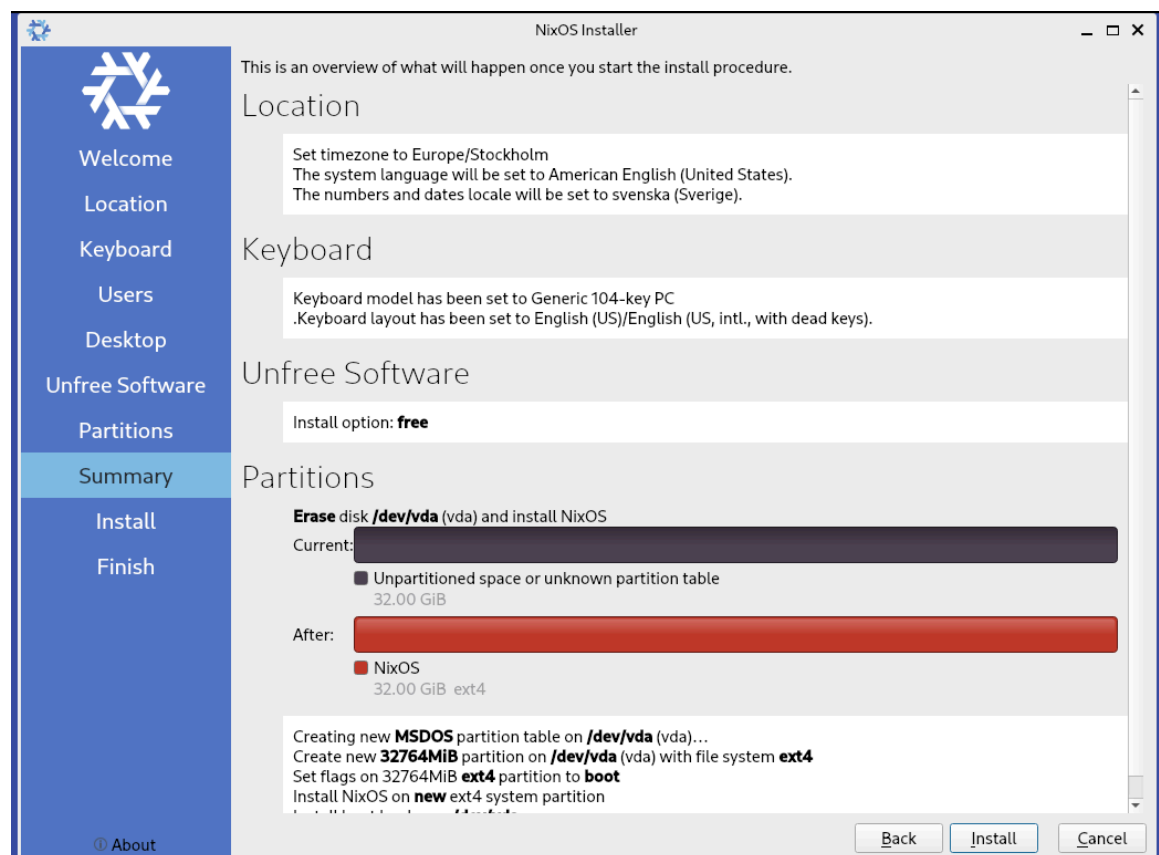 NixOS Installer
This is an overview of what will happen once you start the install procedure.
Welcome
Location
Keyboard
Users
Desktop
Unfree Software
Partitions
Summary
Install
Finish
About
Location
Set timezone to Europe/Stockholm
The system language will be set to American English (United States).
The numbers and dates locale will be set to svenska (Sverige).
Keyboard
Keyboard model has been set to Generic 104-key PC
.Keyboard layout has been set to English (US)/English (US, intl., with dead keys).
Unfree Software
Install option: free
Partitions
Erase disk /dev/vda (vda) and install NixOS
Current:
Unpartitioned space or unknown partition table
32.00 GiB
After:
NixOS
32.00 GiB ext4
Creating new MSDOS partition table on /dev/vda (vda)...
Create new 32764MiB partition on /dev/vda (vda) with file system ext4
Set flags on 32764MiB ext4 partition to boot
Install NixOS on new ext4 system partition
Back
Install
Cancel